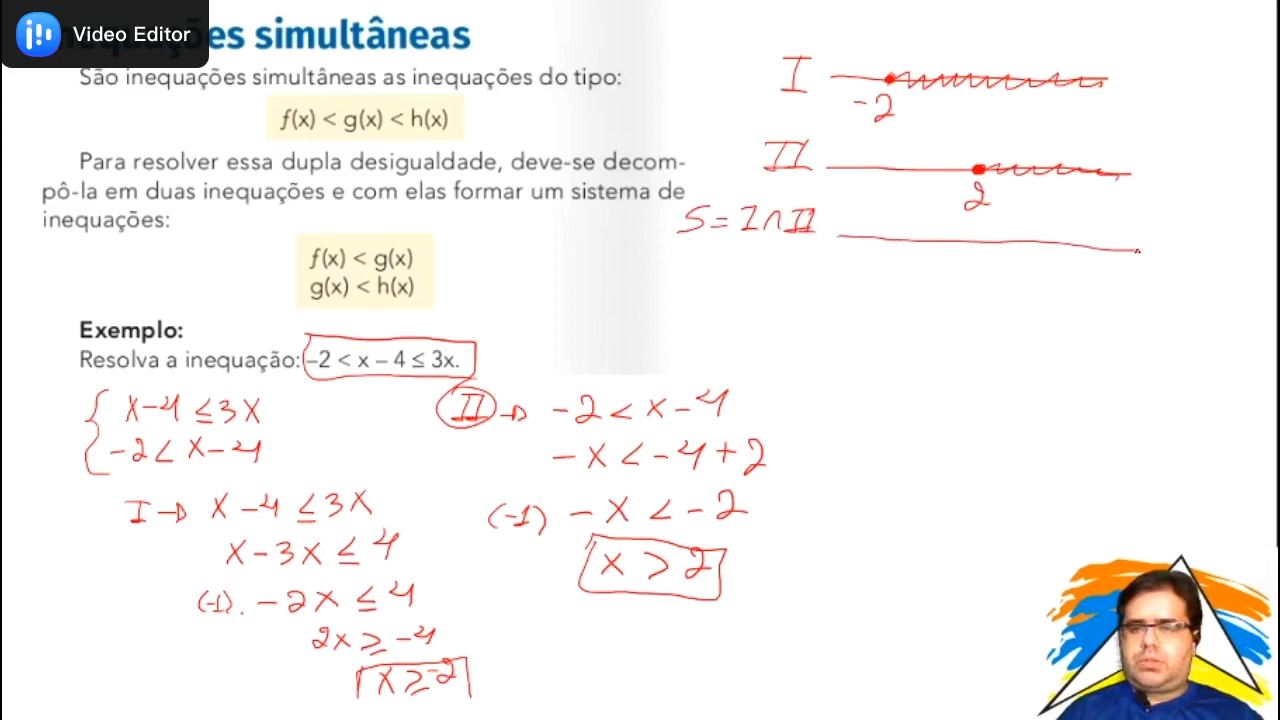 Video Editor
ções simultâneas
São inequações simultâneas as inequações do tipo:
f(x) < g(x) < h(x)
Para resolver essa dupla desigualdade, deve-se decom-
pô-la em duas inequações e com elas formar um sistema de
inequações:
f(x) < g(x)
g(x) < h(x)
Exemplo:
Resolva a inequação: –2 < x – 4 ≤ 3x.
x-4 ≤ 3x
-2 < x-4
I → x-4 ≤ 3x
x-3x ≤ 4
(-1). -2x ≤ 4
2x ≥ -4
x ≥ -2
II → -2 < x-4
-x < -4+2
(-1) -x < -2
x > 2
I
-2
II
2
S = I ∩ II